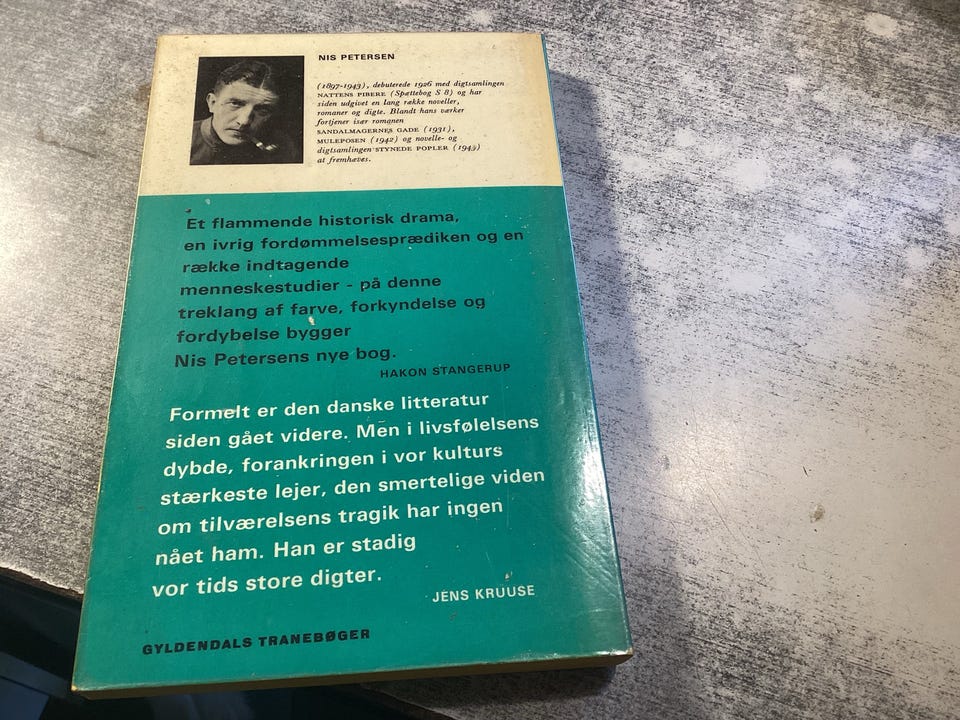 NIS PETERSEN
(1897-1943), debuterede 1926 med digtsamlingen
NATTENS PIBERE (Spættebog S 8) og har
siden udgivet en lang række noveller,
romaner og digte. Blandt hans værker
fortjener især romanen
SANDALMAGERNES GADE (1931),
MULEPOSEN (1942) og novelle- og
digtsamlingen STYNEDE POPLER (1943)
at fremhæves.
Et flammende historisk drama,
en ivrig fordømmelsesprædiken og en
række indtagende
menneskestudier - på denne
treklang af farve, forkyndelse og
fordybelse bygger
Nis Petersens nye bog.
HAKON STANGERUP
Formelt er den danske litteratur
siden gået videre. Men i livsfølelsens
dybde, forankringen i vor kulturs
stærkeste lejer, den smertelige viden
om tilværelsens tragik har ingen
nået ham. Han er stadig
vor tids store digter.
JENS KRUUSE
GYLDENDALS TRANEBØGER